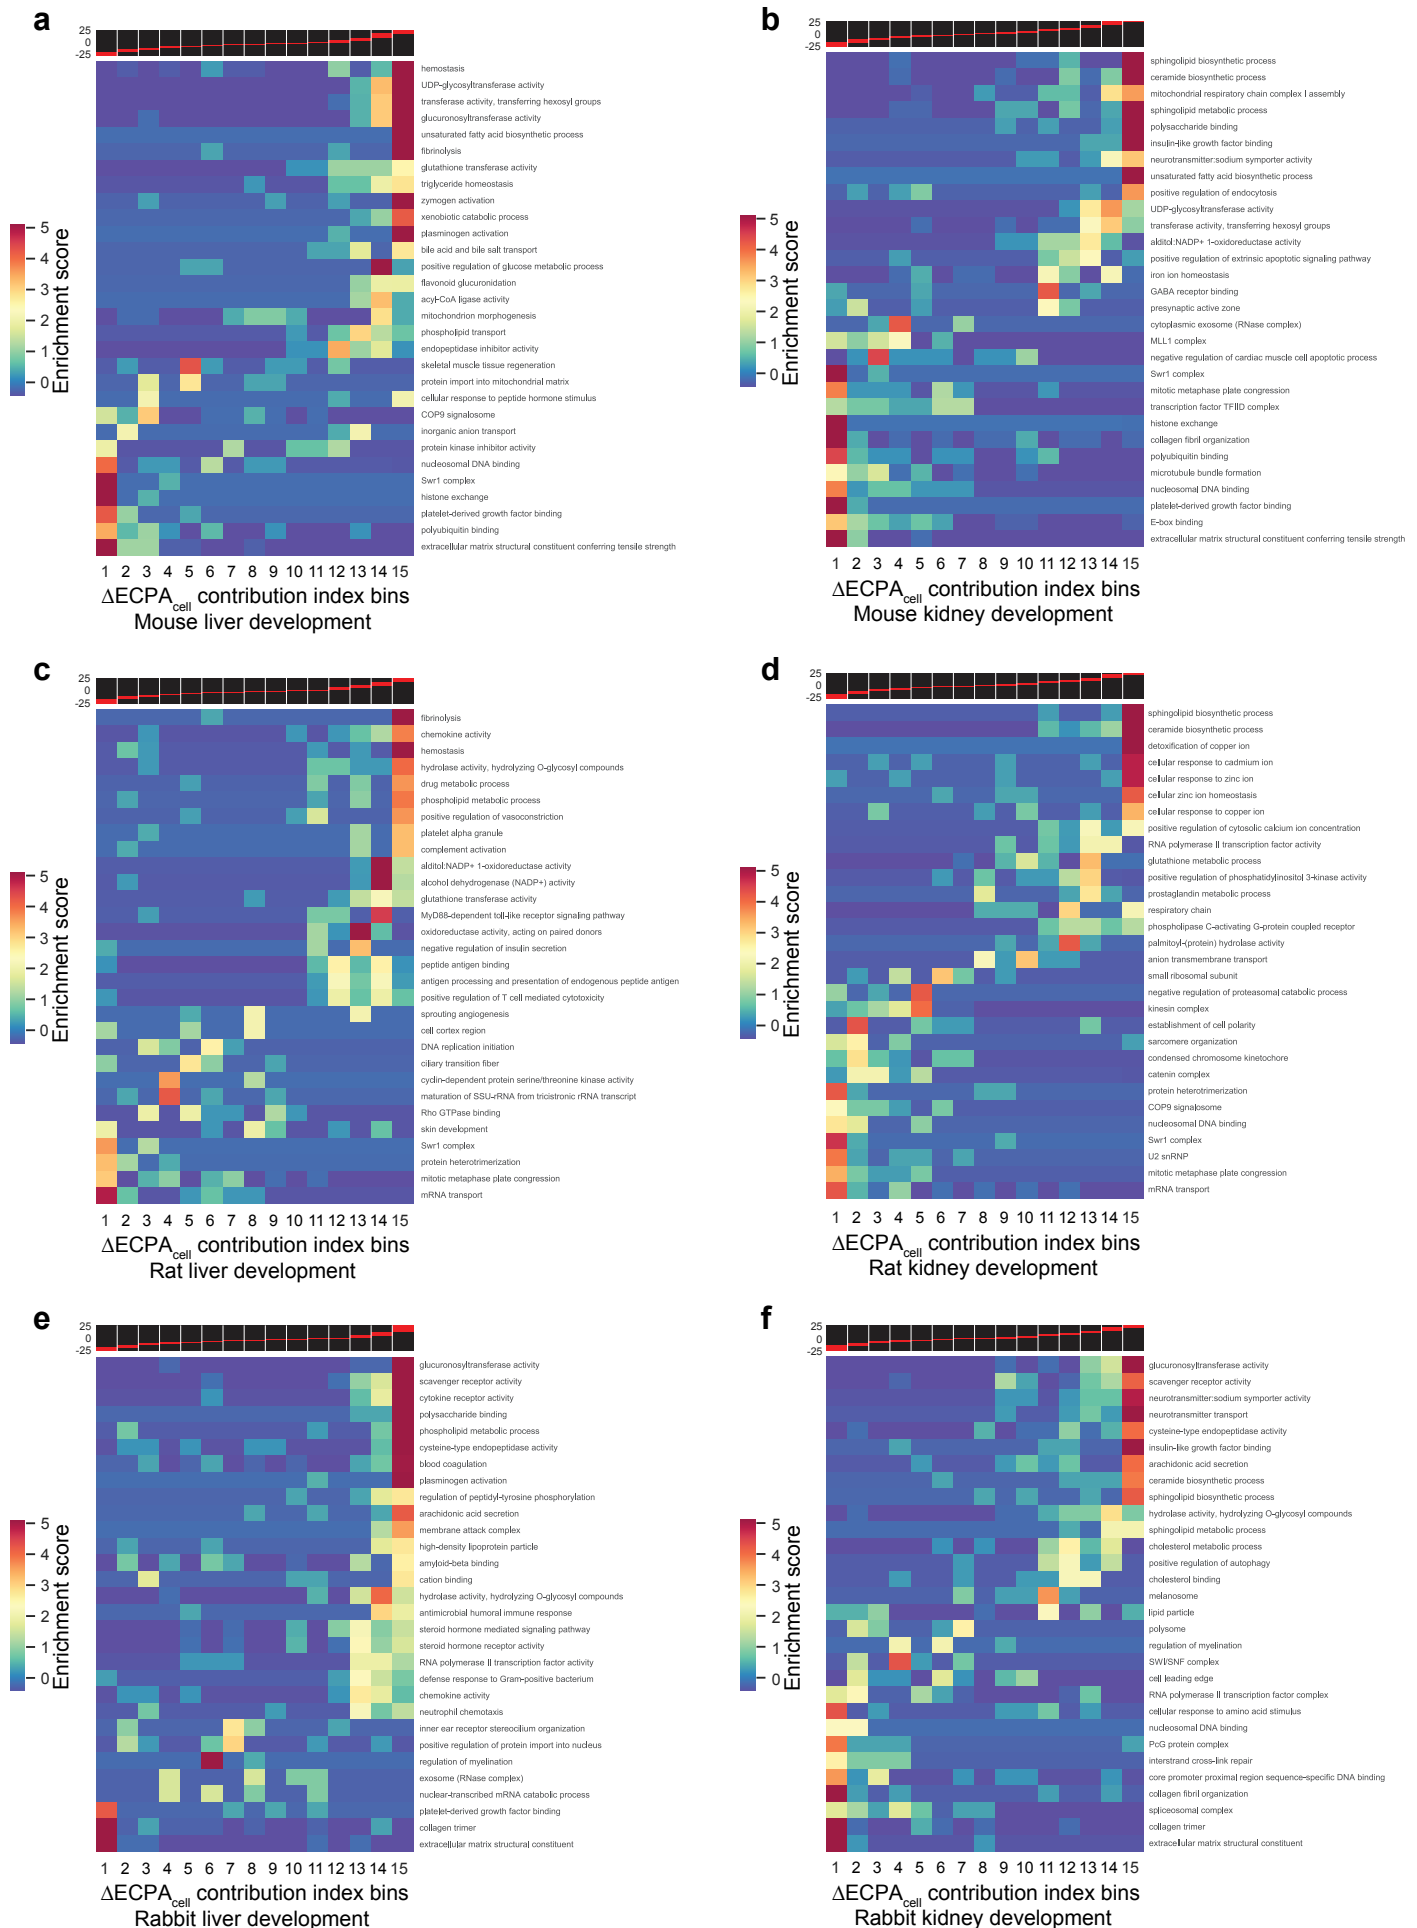 a
25
0
-25
hemostasis
UDP-glycosyltransferase activity
transferase activity, transferring hexosyl groups
glucuronosyltransferase activity
unsaturated fatty acid biosynthetic process
fibrinolysis
glutathione transferase activity
triglyceride homeostasis
zymogen activation
xenobiotic catabolic process
plasminogen activation
bile acid and bile salt transport
positive regulation of glucose metabolic process
flavonoid glucuronidation
acyl-CoA ligase activity
mitochondrion morphogenesis
phospholipid transport
endopeptidase inhibitor activity
skeletal muscle tissue regeneration
protein import into mitochondrial matrix
cellular response to peptide hormone stimulus
COP9 signalosome
inorganic anion transport
protein kinase inhibitor activity
nucleosomal DNA binding
Swr1 complex
histone exchange
platelet-derived growth factor binding
polyubiquitin binding
extracellular matrix structural constituent conferring tensile strength
5
4
3
2
1
0
Enrichment score
1 2 3 4 5 6 7 8 9 10 11 12 13 14 15
ΔECPAcell contribution index bins
Mouse liver development
b
25
0
-25
sphingolipid biosynthetic process
ceramide biosynthetic process
mitochondrial respiratory chain complex I assembly
sphingolipid metabolic process
polysaccharide binding
insulin-like growth factor binding
neurotransmitter:sodium symporter activity
unsaturated fatty acid biosynthetic process
positive regulation of endocytosis
UDP-glycosyltransferase activity
transferase activity, transferring hexosyl groups
alditol:NADP+ 1-oxidoreductase activity
positive regulation of extrinsic apoptotic signaling pathway
iron ion homeostasis
GABA receptor binding
presynaptic active zone
cytoplasmic exosome (RNase complex)
MLL1 complex
negative regulation of cardiac muscle cell apoptotic process
Swr1 complex
mitotic metaphase plate congression
transcription factor TFIID complex
histone exchange
collagen fibril organization
polyubiquitin binding
microtubule bundle formation
nucleosomal DNA binding
platelet-derived growth factor binding
E-box binding
extracellular matrix structural constituent conferring tensile strength
5
4
3
2
1
0
Enrichment score
1 2 3 4 5 6 7 8 9 10 11 12 13 14 15
ΔECPAcell contribution index bins
Mouse kidney development
c
25
0
-25
fibrinolysis
chemokine activity
hemostasis
hydrolase activity, hydrolyzing O-glycosyl compounds
drug metabolic process
phospholipid metabolic process
positive regulation of vasoconstriction
platelet alpha granule
complement activation
alditol:NADP+ 1-oxidoreductase activity
alcohol dehydrogenase (NADP+) activity
glutathione transferase activity
MyD88-dependent toll-like receptor signaling pathway
oxidoreductase activity, acting on paired donors
negative regulation of insulin secretion
peptide antigen binding
antigen processing and presentation of endogenous peptide antigen
positive regulation of T cell mediated cytotoxicity
sprouting angiogenesis
cell cortex region
DNA replication initiation
ciliary transition fiber
cyclin-dependent protein serine/threonine kinase activity
maturation of SSU-rRNA from tricistronic rRNA transcript
Rho GTPase binding
skin development
Swr1 complex
protein heterotrimerization
mitotic metaphase plate congression
mRNA transport
5
4
3
2
1
0
Enrichment score
1 2 3 4 5 6 7 8 9 10 11 12 13 14 15
ΔECPAcell contribution index bins
Rat liver development
d
25
0
-25
sphingolipid biosynthetic process
ceramide biosynthetic process
detoxification of copper ion
cellular response to cadmium ion
cellular response to zinc ion
cellular zinc ion homeostasis
cellular response to copper ion
positive regulation of cytosolic calcium ion concentration
RNA polymerase II transcription factor activity
glutathione metabolic process
positive regulation of phosphatidylinositol 3-kinase activity
prostaglandin metabolic process
respiratory chain
phospholipase C-activating G-protein coupled receptor
palmitoyl-(protein) hydrolase activity
anion transmembrane transport
small ribosomal subunit
negative regulation of proteasomal catabolic process
kinesin complex
establishment of cell polarity
sarcomere organization
condensed chromosome kinetochore
catenin complex
protein heterotrimerization
COP9 signalosome
nucleosomal DNA binding
Swr1 complex
U2 snRNP
mitotic metaphase plate congression
mRNA transport
5
4
3
2
1
0
Enrichment score
1 2 3 4 5 6 7 8 9 10 11 12 13 14 15
ΔECPAcell contribution index bins
Rat kidney development
e
25
0
-25
glucuronosyltransferase activity
scavenger receptor activity
cytokine receptor activity
polysaccharide binding
phospholipid metabolic process
cysteine-type endopeptidase activity
blood coagulation
plasminogen activation
regulation of peptidyl-tyrosine phosphorylation
arachidonic acid secretion
membrane attack complex
high-density lipoprotein particle
amyloid-beta binding
cation binding
hydrolase activity, hydrolyzing O-glycosyl compounds
antimicrobial humoral immune response
steroid hormone mediated signaling pathway
steroid hormone receptor activity
RNA polymerase II transcription factor activity
defense response to Gram-positive bacterium
chemokine activity
neutrophil chemotaxis
inner ear receptor stereocilium organization
positive regulation of protein import into nucleus
regulation of myelination
exosome (RNase complex)
nuclear-transcribed mRNA catabolic process
platelet-derived growth factor binding
collagen trimer
extracellular matrix structural constituent
5
4
3
2
1
0
Enrichment score
1 2 3 4 5 6 7 8 9 10 11 12 13 14 15
ΔECPAcell contribution index bins
Rabbit liver development
f
25
0
-25
glucuronosyltransferase activity
scavenger receptor activity
neurotransmitter:sodium symporter activity
neurotransmitter transport
cysteine-type endopeptidase activity
insulin-like growth factor binding
arachidonic acid secretion
ceramide biosynthetic process
sphingolipid biosynthetic process
hydrolase activity, hydrolyzing O-glycosyl compounds
sphingolipid metabolic process
cholesterol metabolic process
positive regulation of autophagy
cholesterol binding
melanosome
lipid particle
polysome
regulation of myelination
SWI/SNF complex
cell leading edge
RNA polymerase II transcription factor complex
cellular response to amino acid stimulus
nucleosomal DNA binding
PcG protein complex
interstrand cross-link repair
core promoter proximal region sequence-specific DNA binding
collagen fibril organization
spliceosomal complex
collagen trimer
extracellular matrix structural constituent
5
4
3
2
1
0
Enrichment score
1 2 3 4 5 6 7 8 9 10 11 12 13 14 15
ΔECPAcell contribution index bins
Rabbit kidney development